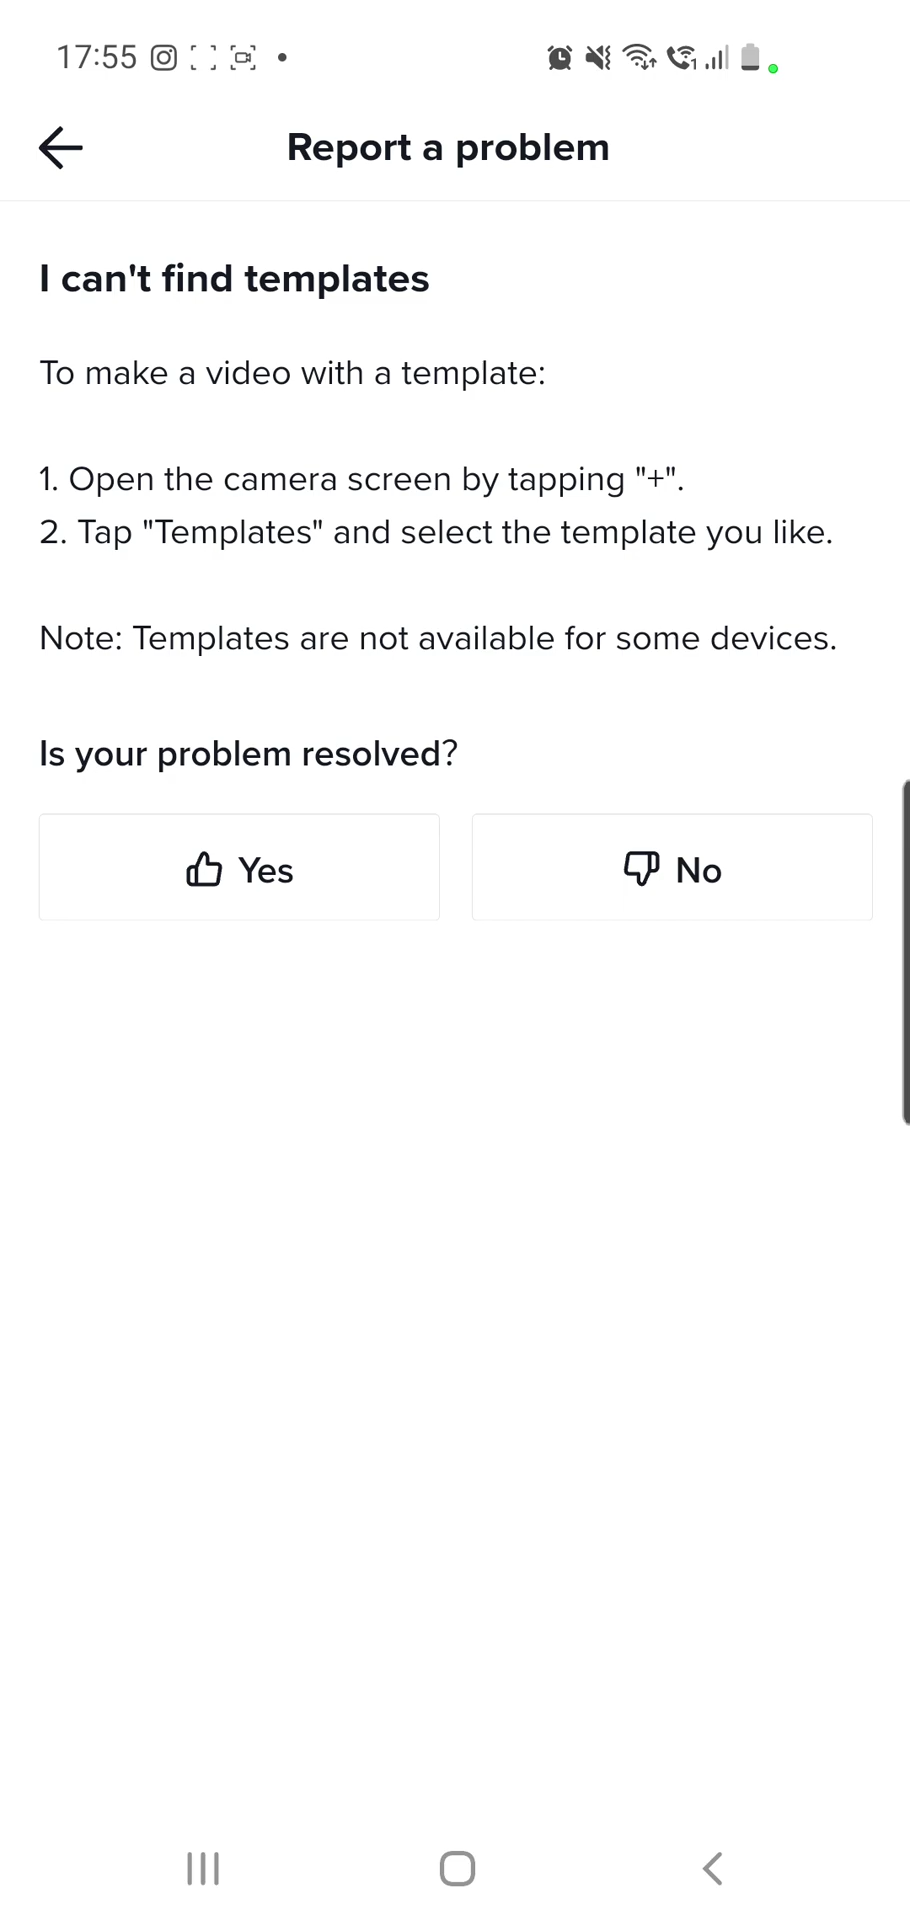 17:55
Report a problem
I can't find templates
To make a video with a template:
1. Open the camera screen by tapping "+".
2. Tap "Templates" and select the template you like.
Note: Templates are not available for some devices.
Is your problem resolved?
Yes
No